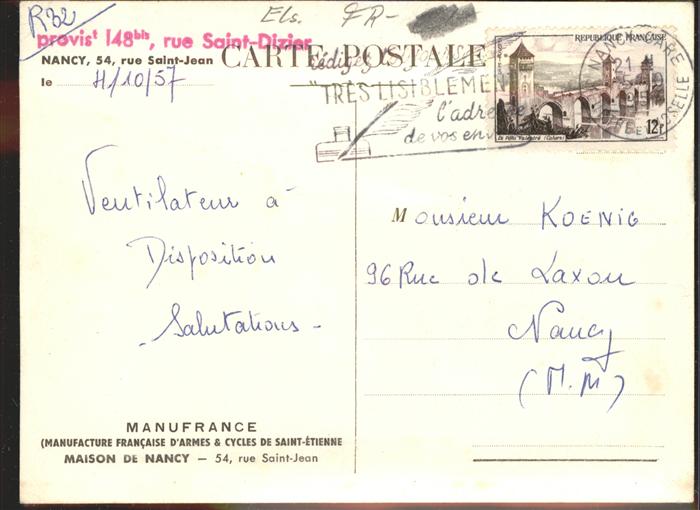 R32
Els. FR-
provist 148bis, rue Saint-Dizier
NANCY, 54, rue Saint-Jean
CARTE POSTALE
le 4/10/57
Rédigez
"TRÈS LISIBLEMENT
l'adre
de vos env
RÉPUBLIQUE FRANÇAISE
Le Pont Valentré (Cahors)
12F
NANCY GARE
21
Ventilateur à
Disposition
- Salutations -
Monsieur KOENIG
96 Rue de Laxou
Nancy
(M.M)
MANUFRANCE
(MANUFACTURE FRANÇAISE D'ARMES & CYCLES DE SAINT-ÉTIENNE
MAISON DE NANCY — 54, rue Saint-Jean